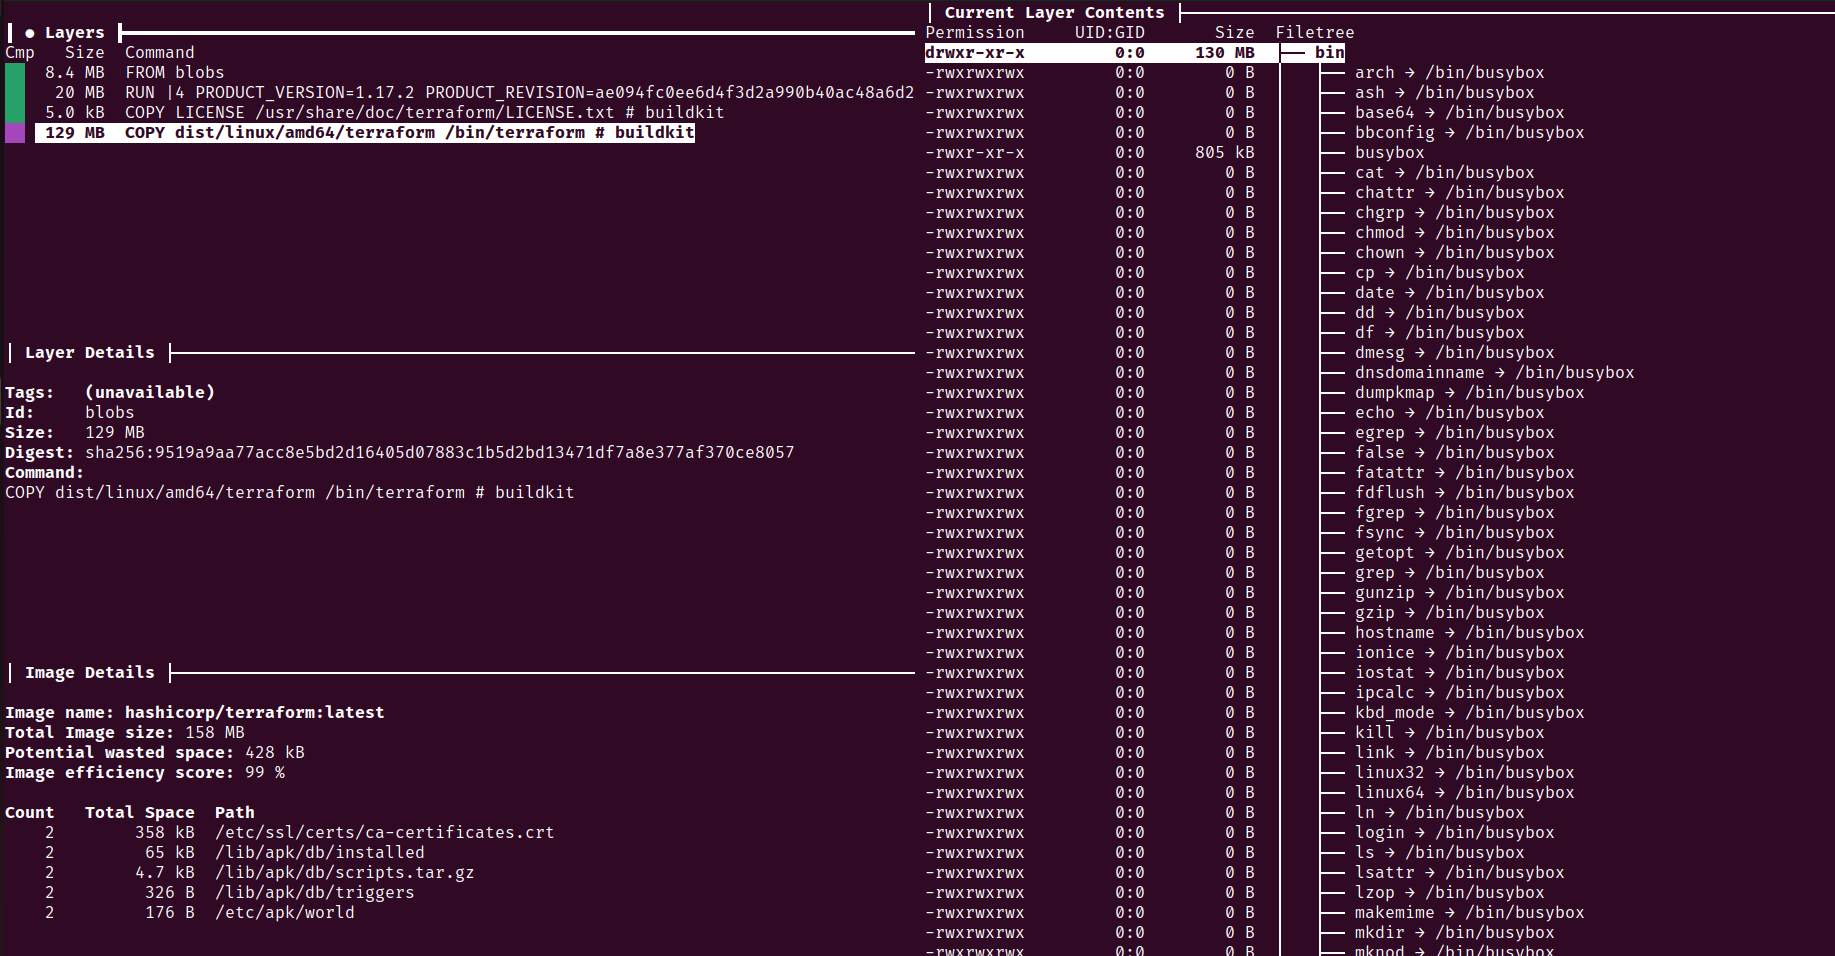 ● Layers
Cmp Size Command
8.4 MB FROM blobs
20 MB RUN |4 PRODUCT_VERSION=1.17.2 PRODUCT_REVISION=ae094fc0ee6d4f3d2a990b40ac48a6d2
5.0 kB COPY LICENSE /usr/share/doc/terraform/LICENSE.txt # buildkit
129 MB COPY dist/linux/amd64/terraform /bin/terraform # buildkit
Layer Details
Tags: (unavailable)
Id: blobs
Size: 129 MB
Digest: sha256:9519a9aa77acc8e5bd2d16405d07883c1b5d2bd13471df7a8e377af370ce8057
Command:
COPY dist/linux/amd64/terraform /bin/terraform # buildkit
Image Details
Image name: hashicorp/terraform:latest
Total Image size: 158 MB
Potential wasted space: 428 kB
Image efficiency score: 99 %
Count Total Space Path
2 358 kB /etc/ssl/certs/ca-certificates.crt
2 65 kB /lib/apk/db/installed
2 4.7 kB /lib/apk/db/scripts.tar.gz
2 326 B /lib/apk/db/triggers
2 176 B /etc/apk/world
Current Layer Contents
Permission UID:GID Size Filetree
drwxr-xr-x 0:0 130 MB ├── bin
-rwxrwxrwx 0:0 0 B │ ├── arch → /bin/busybox
-rwxrwxrwx 0:0 0 B │ ├── ash → /bin/busybox
-rwxrwxrwx 0:0 0 B │ ├── base64 → /bin/busybox
-rwxrwxrwx 0:0 0 B │ ├── bbconfig → /bin/busybox
-rwxr-xr-x 0:0 805 kB │ ├── busybox
-rwxrwxrwx 0:0 0 B │ ├── cat → /bin/busybox
-rwxrwxrwx 0:0 0 B │ ├── chattr → /bin/busybox
-rwxrwxrwx 0:0 0 B │ ├── chgrp → /bin/busybox
-rwxrwxrwx 0:0 0 B │ ├── chmod → /bin/busybox
-rwxrwxrwx 0:0 0 B │ ├── chown → /bin/busybox
-rwxrwxrwx 0:0 0 B │ ├── cp → /bin/busybox
-rwxrwxrwx 0:0 0 B │ ├── date → /bin/busybox
-rwxrwxrwx 0:0 0 B │ ├── dd → /bin/busybox
-rwxrwxrwx 0:0 0 B │ ├── df → /bin/busybox
-rwxrwxrwx 0:0 0 B │ ├── dmesg → /bin/busybox
-rwxrwxrwx 0:0 0 B │ ├── dnsdomainname → /bin/busybox
-rwxrwxrwx 0:0 0 B │ ├── dumpkmap → /bin/busybox
-rwxrwxrwx 0:0 0 B │ ├── echo → /bin/busybox
-rwxrwxrwx 0:0 0 B │ ├── egrep → /bin/busybox
-rwxrwxrwx 0:0 0 B │ ├── false → /bin/busybox
-rwxrwxrwx 0:0 0 B │ ├── fatattr → /bin/busybox
-rwxrwxrwx 0:0 0 B │ ├── fdflush → /bin/busybox
-rwxrwxrwx 0:0 0 B │ ├── fgrep → /bin/busybox
-rwxrwxrwx 0:0 0 B │ ├── fsync → /bin/busybox
-rwxrwxrwx 0:0 0 B │ ├── getopt → /bin/busybox
-rwxrwxrwx 0:0 0 B │ ├── grep → /bin/busybox
-rwxrwxrwx 0:0 0 B │ ├── gunzip → /bin/busybox
-rwxrwxrwx 0:0 0 B │ ├── gzip → /bin/busybox
-rwxrwxrwx 0:0 0 B │ ├── hostname → /bin/busybox
-rwxrwxrwx 0:0 0 B │ ├── ionice → /bin/busybox
-rwxrwxrwx 0:0 0 B │ ├── iostat → /bin/busybox
-rwxrwxrwx 0:0 0 B │ ├── ipcalc → /bin/busybox
-rwxrwxrwx 0:0 0 B │ ├── kbd_mode → /bin/busybox
-rwxrwxrwx 0:0 0 B │ ├── kill → /bin/busybox
-rwxrwxrwx 0:0 0 B │ ├── link → /bin/busybox
-rwxrwxrwx 0:0 0 B │ ├── linux32 → /bin/busybox
-rwxrwxrwx 0:0 0 B │ ├── linux64 → /bin/busybox
-rwxrwxrwx 0:0 0 B │ ├── ln → /bin/busybox
-rwxrwxrwx 0:0 0 B │ ├── login → /bin/busybox
-rwxrwxrwx 0:0 0 B │ ├── ls → /bin/busybox
-rwxrwxrwx 0:0 0 B │ ├── lsattr → /bin/busybox
-rwxrwxrwx 0:0 0 B │ ├── lzop → /bin/busybox
-rwxrwxrwx 0:0 0 B │ ├── makemime → /bin/busybox
-rwxrwxrwx 0:0 0 B │ ├── mkdir → /bin/busybox
-rwxrwxrwx 0:0 0 B │ ├── mknod → /bin/busybox